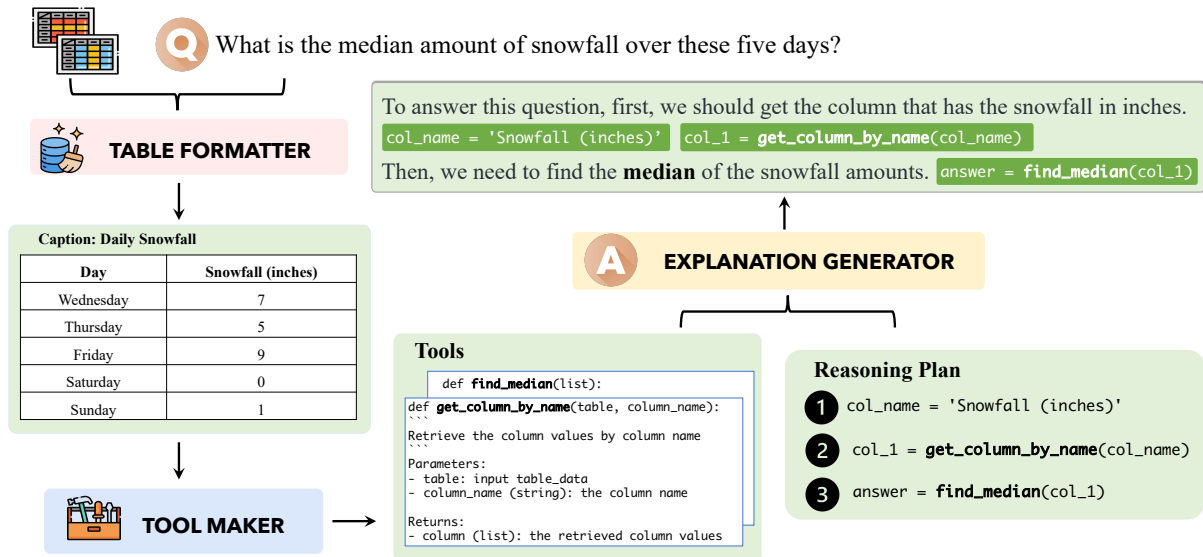 Q What is the median amount of snowfall over these five days?
TABLE FORMATTER
Caption: Daily Snowfall
Day Snowfall (inches)
Wednesday 7
Thursday 5
Friday 9
Saturday 0
Sunday 1
TOOL MAKER
Tools
def find_median(list):
def get_column_by_name(table, column_name):
```
Retrieve the column values by column name
```
Parameters:
- table: input table_data
- column_name (string): the column name
Returns:
- column (list): the retrieved column values
Reasoning Plan
1 col_name = 'Snowfall (inches)'
2 col_1 = get_column_by_name(col_name)
3 answer = find_median(col_1)
A EXPLANATION GENERATOR
To answer this question, first, we should get the column that has the snowfall in inches.
col_name = 'Snowfall (inches)’ col_1 = get_column_by_name(col_name)
Then, we need to find the median of the snowfall amounts. answer = find_median(col_1)